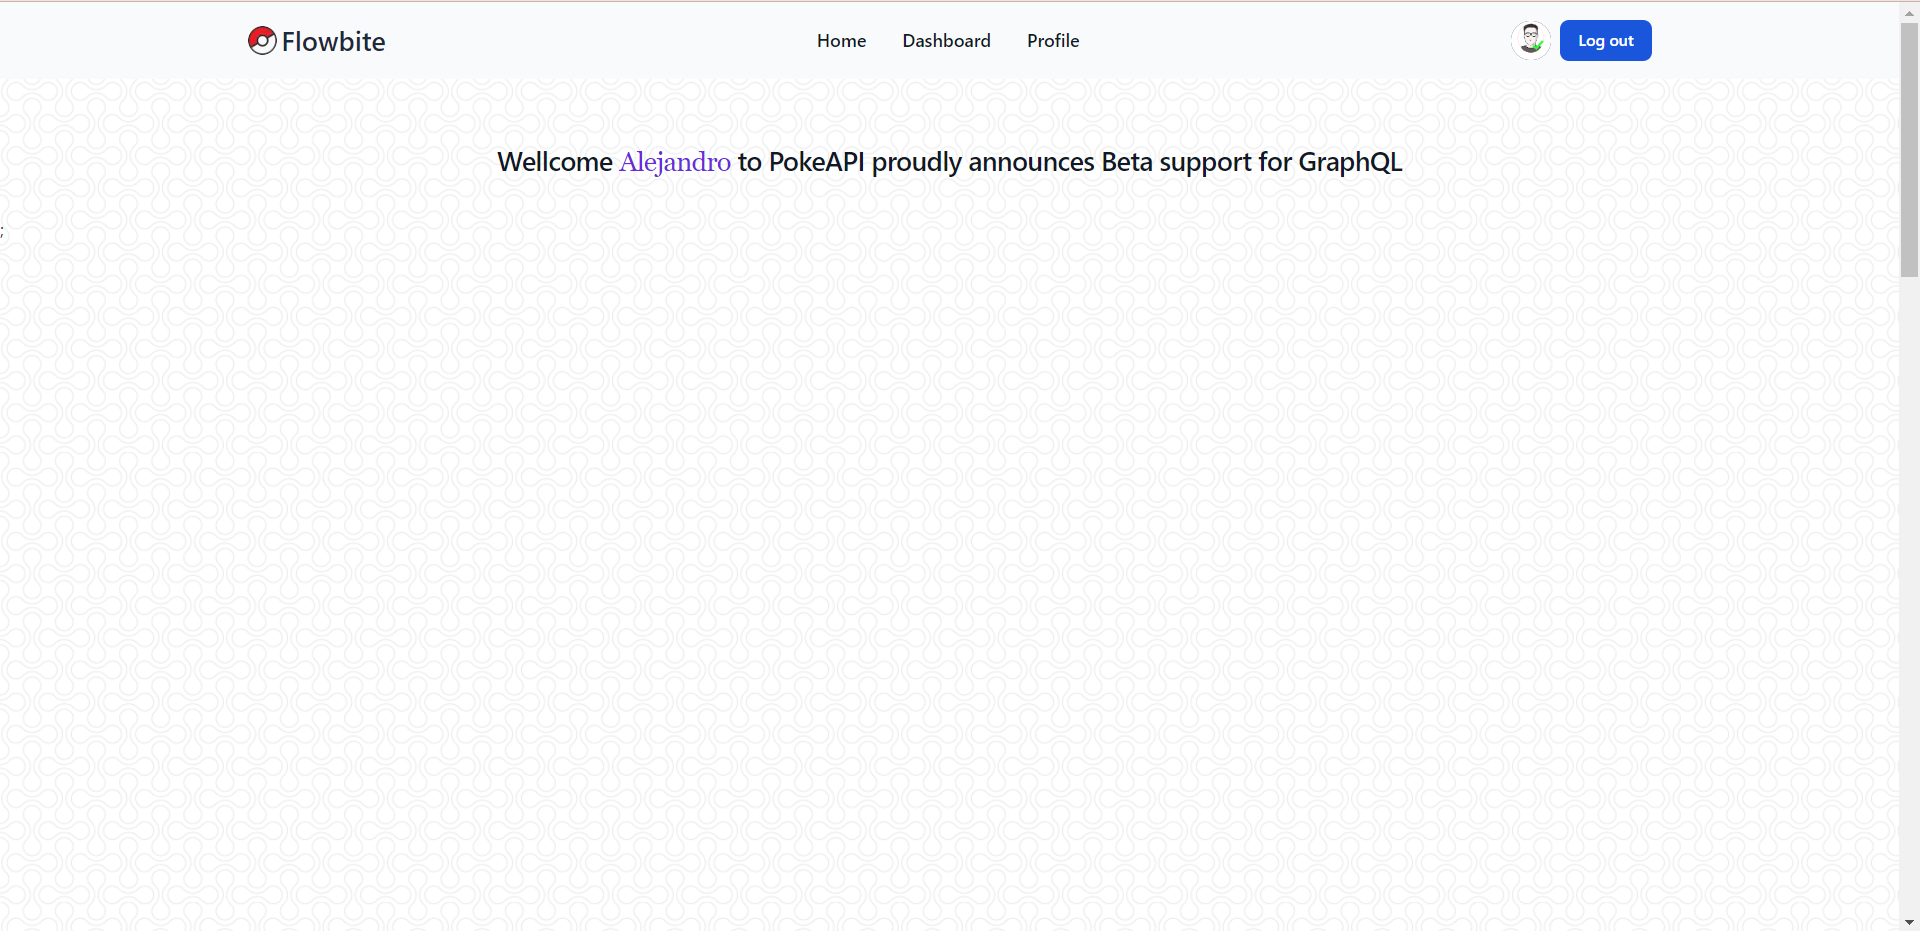 Flowbite
Home Dashboard Profile
Log out
Wellcome Alejandro to PokeAPI proudly announces Beta support for GraphQL
;